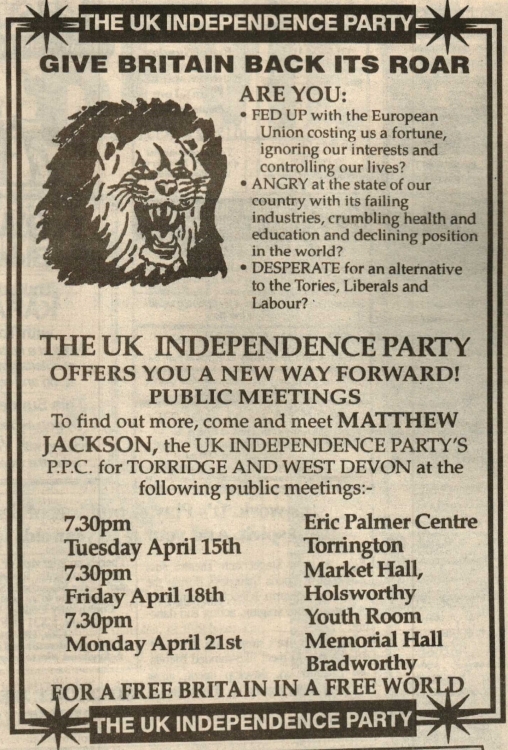 THE UK INDEPENDENCE PARTY
GIVE BRITAIN BACK ITS ROAR
ARE YOU:
• FED UP with the European
Union costing us a fortune,
ignoring our interests and
controlling our lives?
• ANGRY at the state of our
country with its failing
industries, crumbling health and
education and declining position
in the world?
• DESPERATE for an alternative
to the Tories, Liberals and
Labour?
THE UK INDEPENDENCE PARTY
OFFERS YOU A NEW WAY FORWARD!
PUBLIC MEETINGS
To find out more, come and meet MATTHEW
JACKSON, the UK INDEPENDENCE PARTY'S
P.P.C. for TORRIDGE AND WEST DEVON at the
following public meetings:-
7.30pm Eric Palmer Centre
Tuesday April 15th Torrington
7.30pm Market Hall,
Friday April 18th Holsworthy
7.30pm Youth Room
Monday April 21st Memorial Hall
Bradworthy
FOR A FREE BRITAIN IN A FREE WORLD
THE UK INDEPENDENCE PARTY